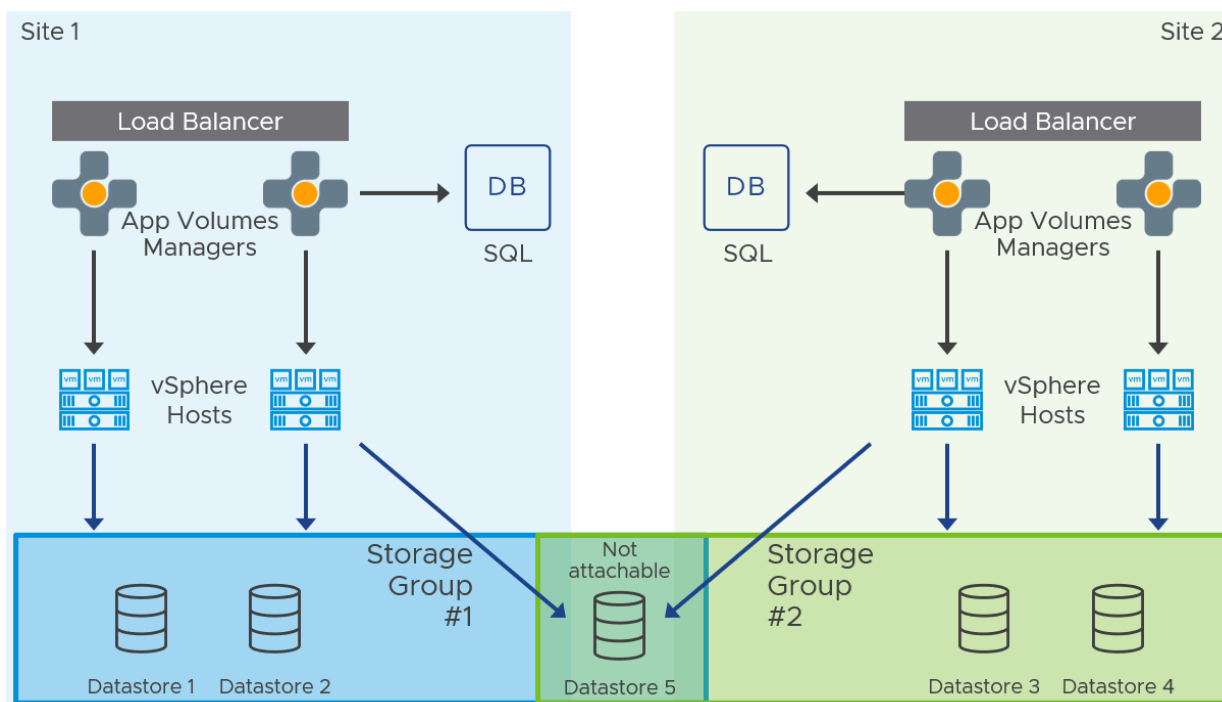 Site 1
Site 2
Load Balancer
Load Balancer
DB
DB
App Volumes
Managers
SQL
SQL
App Volumes
Managers
vm vm vm
vm vm vm
vSphere
Hosts
vm vm vm
vm vm vm
vSphere
Hosts
Storage
Group
#1
Not
attachable
Storage
Group
#2
Datastore 1
Datastore 2
Datastore 5
Datastore 3
Datastore 4